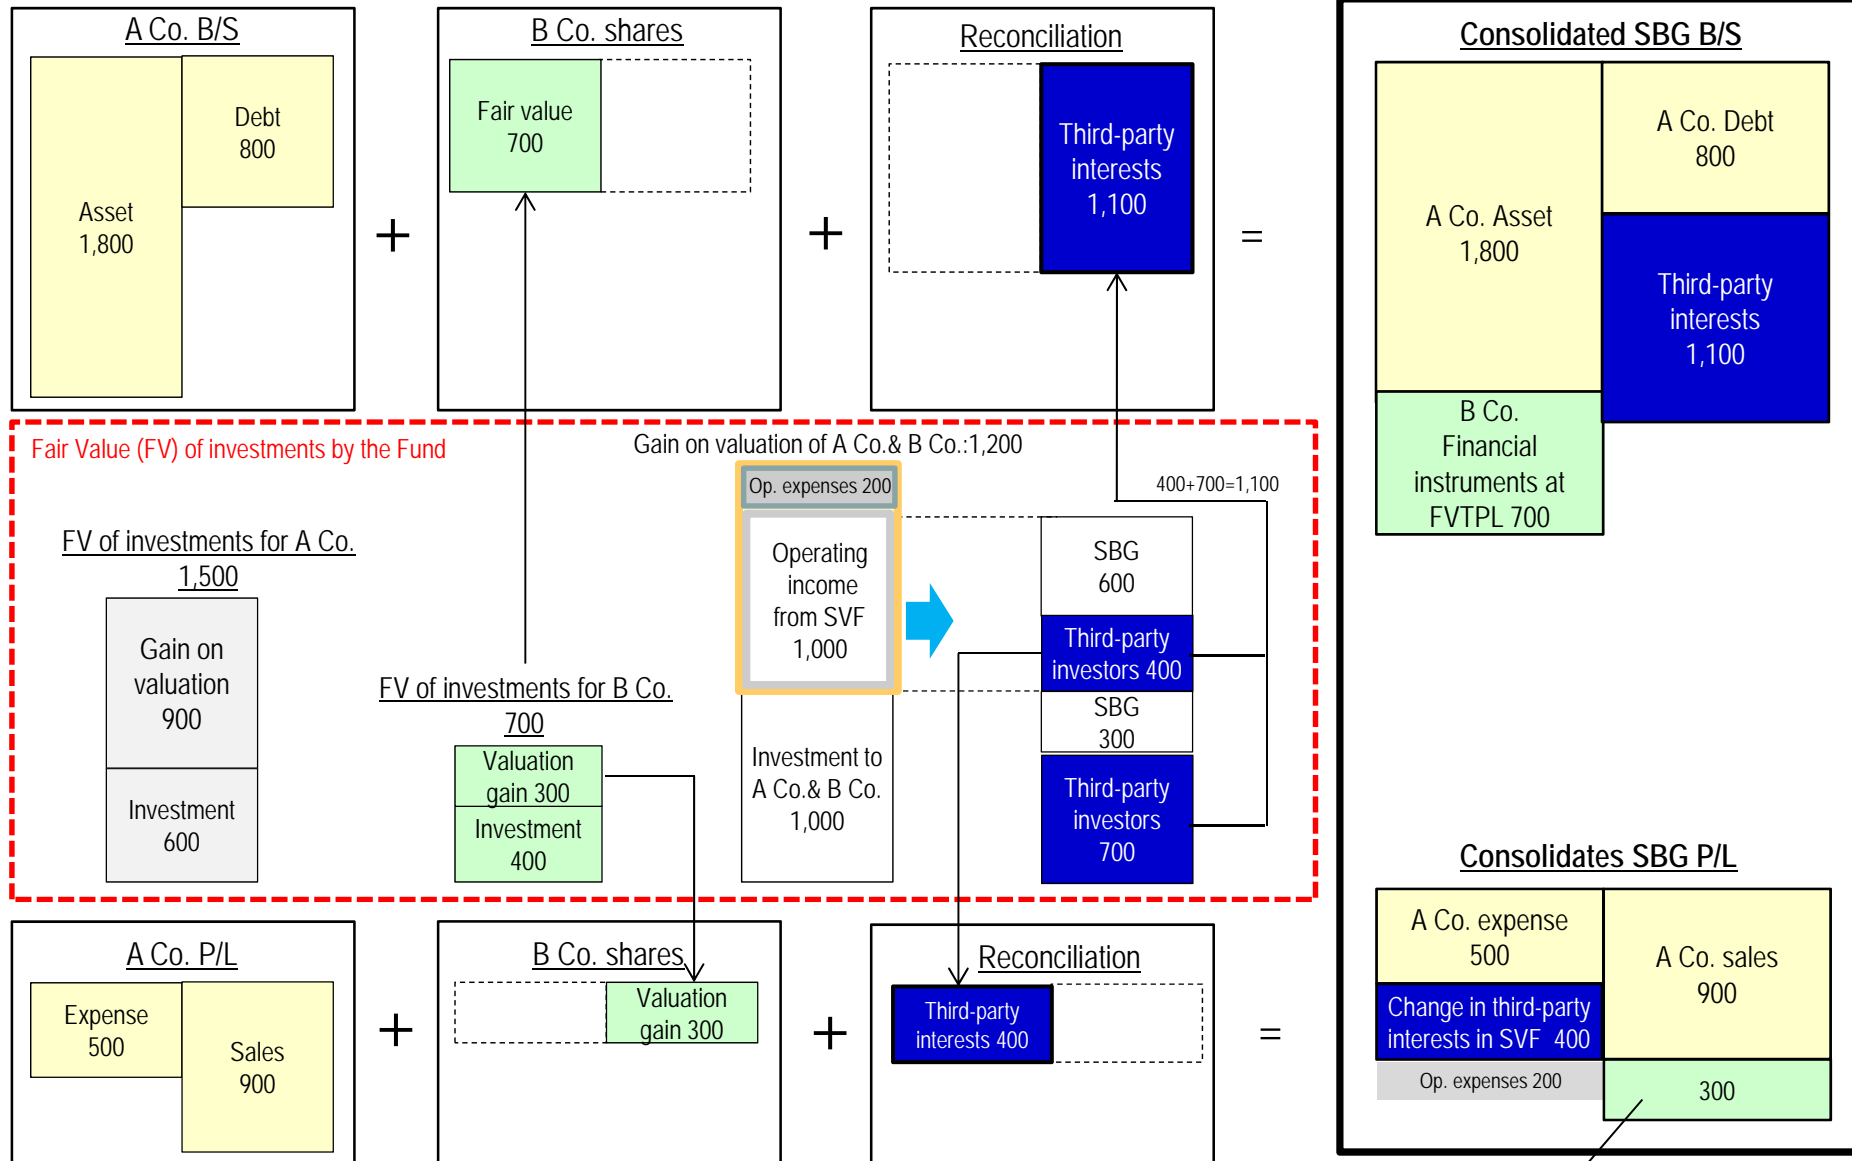 A Co. B/S
Asset
1,800
Debt
800
+
B Co. shares
Fair value
700
+
Reconciliation
Third-party
interests
1,100
=
Consolidated SBG B/S
A Co. Asset
1,800
A Co. Debt
800
Third-party
interests
1,100
B Co.
Financial
instruments at
FVTPL 700
Fair Value (FV) of investments by the Fund
FV of investments for A Co.
1,500
Gain on
valuation
900
Investment
600
FV of investments for B Co.
700
Valuation
gain 300
Investment
400
Gain on valuation of A Co.& B Co.:1,200
Op. expenses 200
Operating
income
from SVF
1,000
Investment to
A Co.& B Co.
1,000
400+700=1,100
SBG
600
Third-party
investors 400
SBG
300
Third-party
investors
700
A Co. P/L
Expense
500
Sales
900
+
B Co. shares
Valuation
gain 300
+
Reconciliation
Third-party
interests 400
=
Consolidates SBG P/L
A Co. expense
500
Change in third-party
interests in SVF 400
Op. expenses 200
A Co. sales
900
300